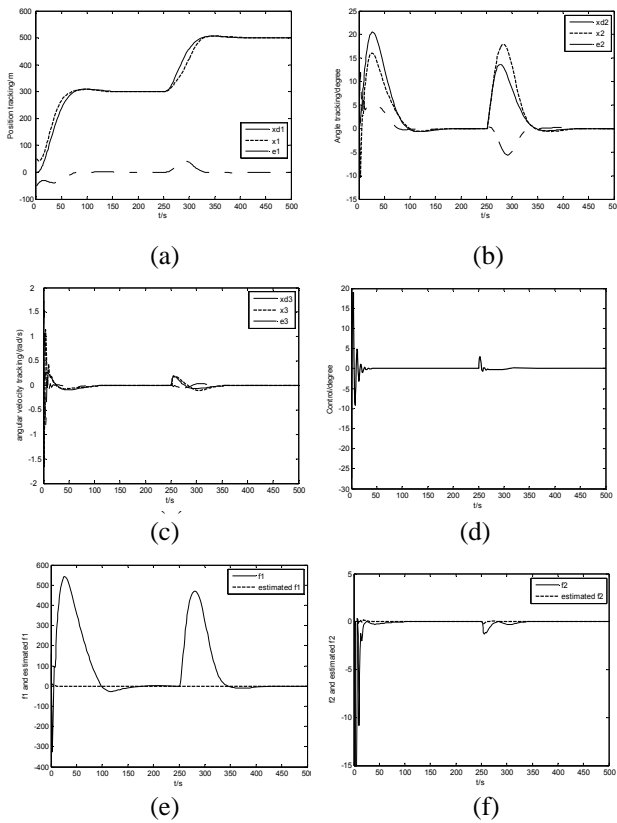 600
500
400
300
200
100
0
-100
Position tracking/m
xd1
x1
e1
0 50 100 150 200 250 300 350 400 450 500
t/s
(a)
25
20
15
10
5
0
-5
-10
-15
Angle tracking/degree
xd2
x2
e2
0 50 100 150 200 250 300 350 400 450 500
t/s
(b)
2
1.5
1
0.5
0
-0.5
-1
-1.5
-2
angular velocity tracking/(rad/s)
xd3
x3
e3
0 50 100 150 200 250 300 350 400 450 500
t/s
(c)
20
15
10
5
0
-5
-10
-15
-20
-25
-30
Control/degree
0 50 100 150 200 250 300 350 400 450 500
t/s
(d)
600
500
400
300
200
100
0
-100
-200
-300
-400
f1 and estimated f1
f1
estimated f1
0 50 100 150 200 250 300 350 400 450 500
t/s
(e)
5
0
-5
-10
-15
f2 and estimated f2
f2
estimated f2
0 50 100 150 200 250 300 350 400 450 500
t/s
(f)